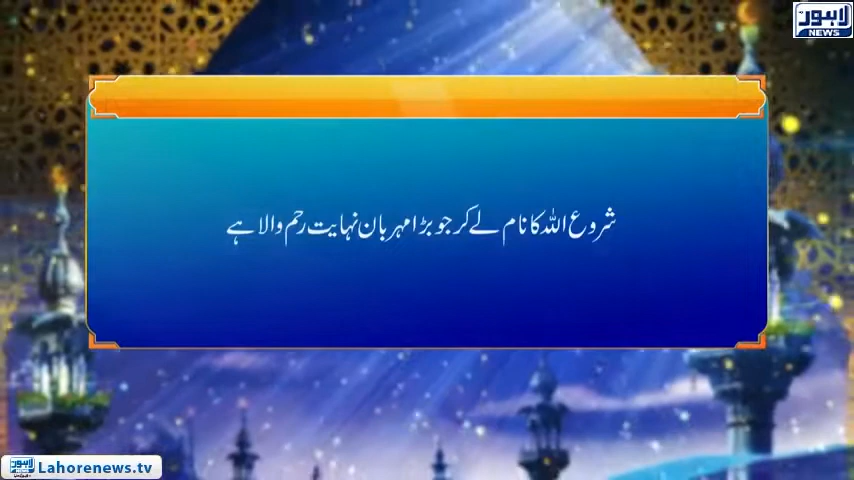 لاہور
NEWS
شروع اللہ کا نام لے کر جو بڑا مہربان نہایت رحم والا ہے
Lahorenews.tv